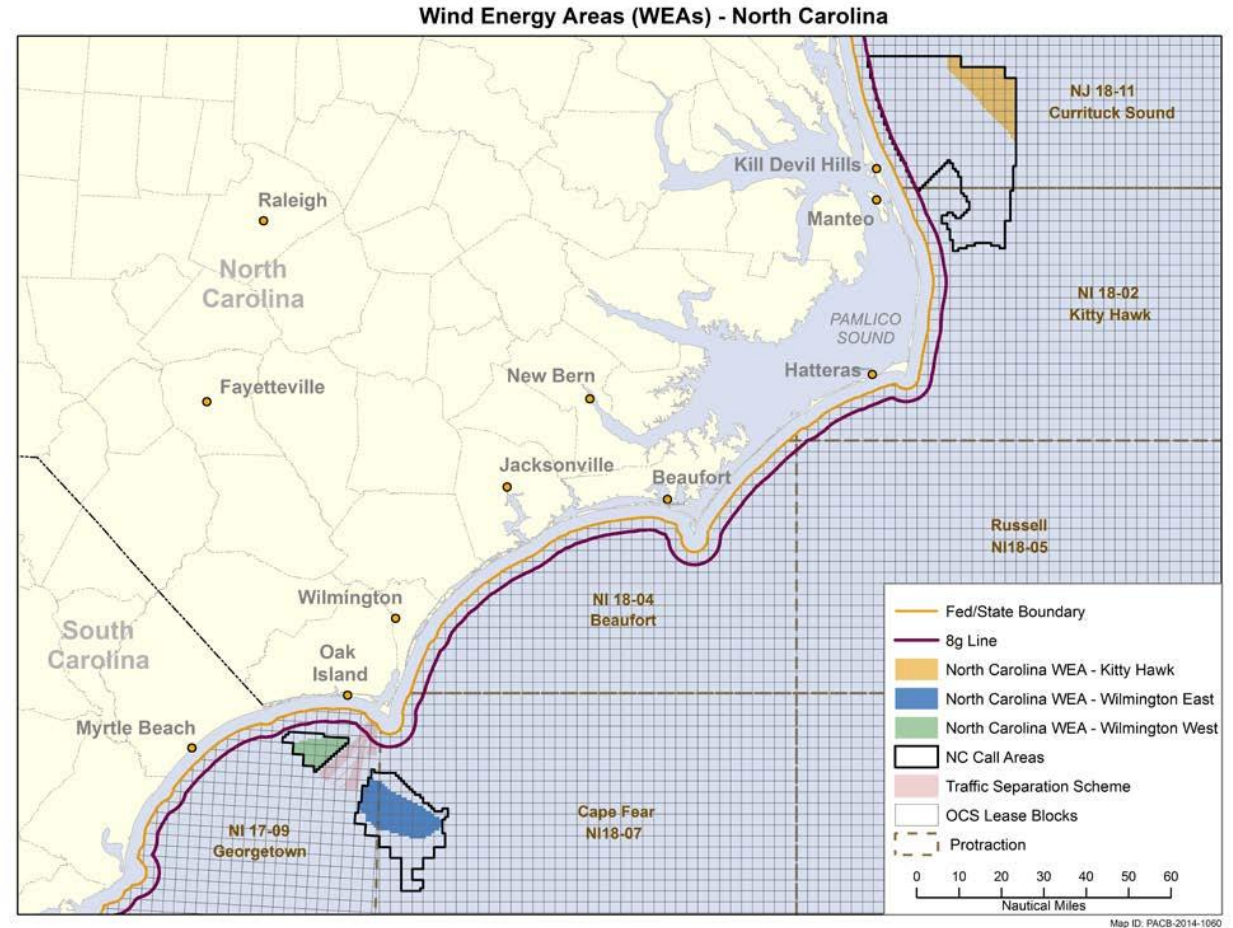 Wind Energy Areas (WEAs) - North Carolina
NJ 18-11
Currituck Sound
Kill Devil Hills
Raleigh
Manteo
North
Carolina
NI 18-02
Kitty Hawk
PAMLICO
SOUND
Hatteras
New Bern
Fayetteville
Jacksonville
Beaufort
Russell
NI18-05
Wilmington
NI 18-04
Beaufort
South
Carolina
Oak
Island
Myrtle Beach
Cape Fear
NI18-07
NI 17-09
Georgetown
Fed/State Boundary
8g Line
North Carolina WEA - Kitty Hawk
North Carolina WEA - Wilmington East
North Carolina WEA - Wilmington West
NC Call Areas
Traffic Separation Scheme
OCS Lease Blocks
Protraction
0 10 20 30 40 50 60
Nautical Miles
Map ID: PACB-2014-1060